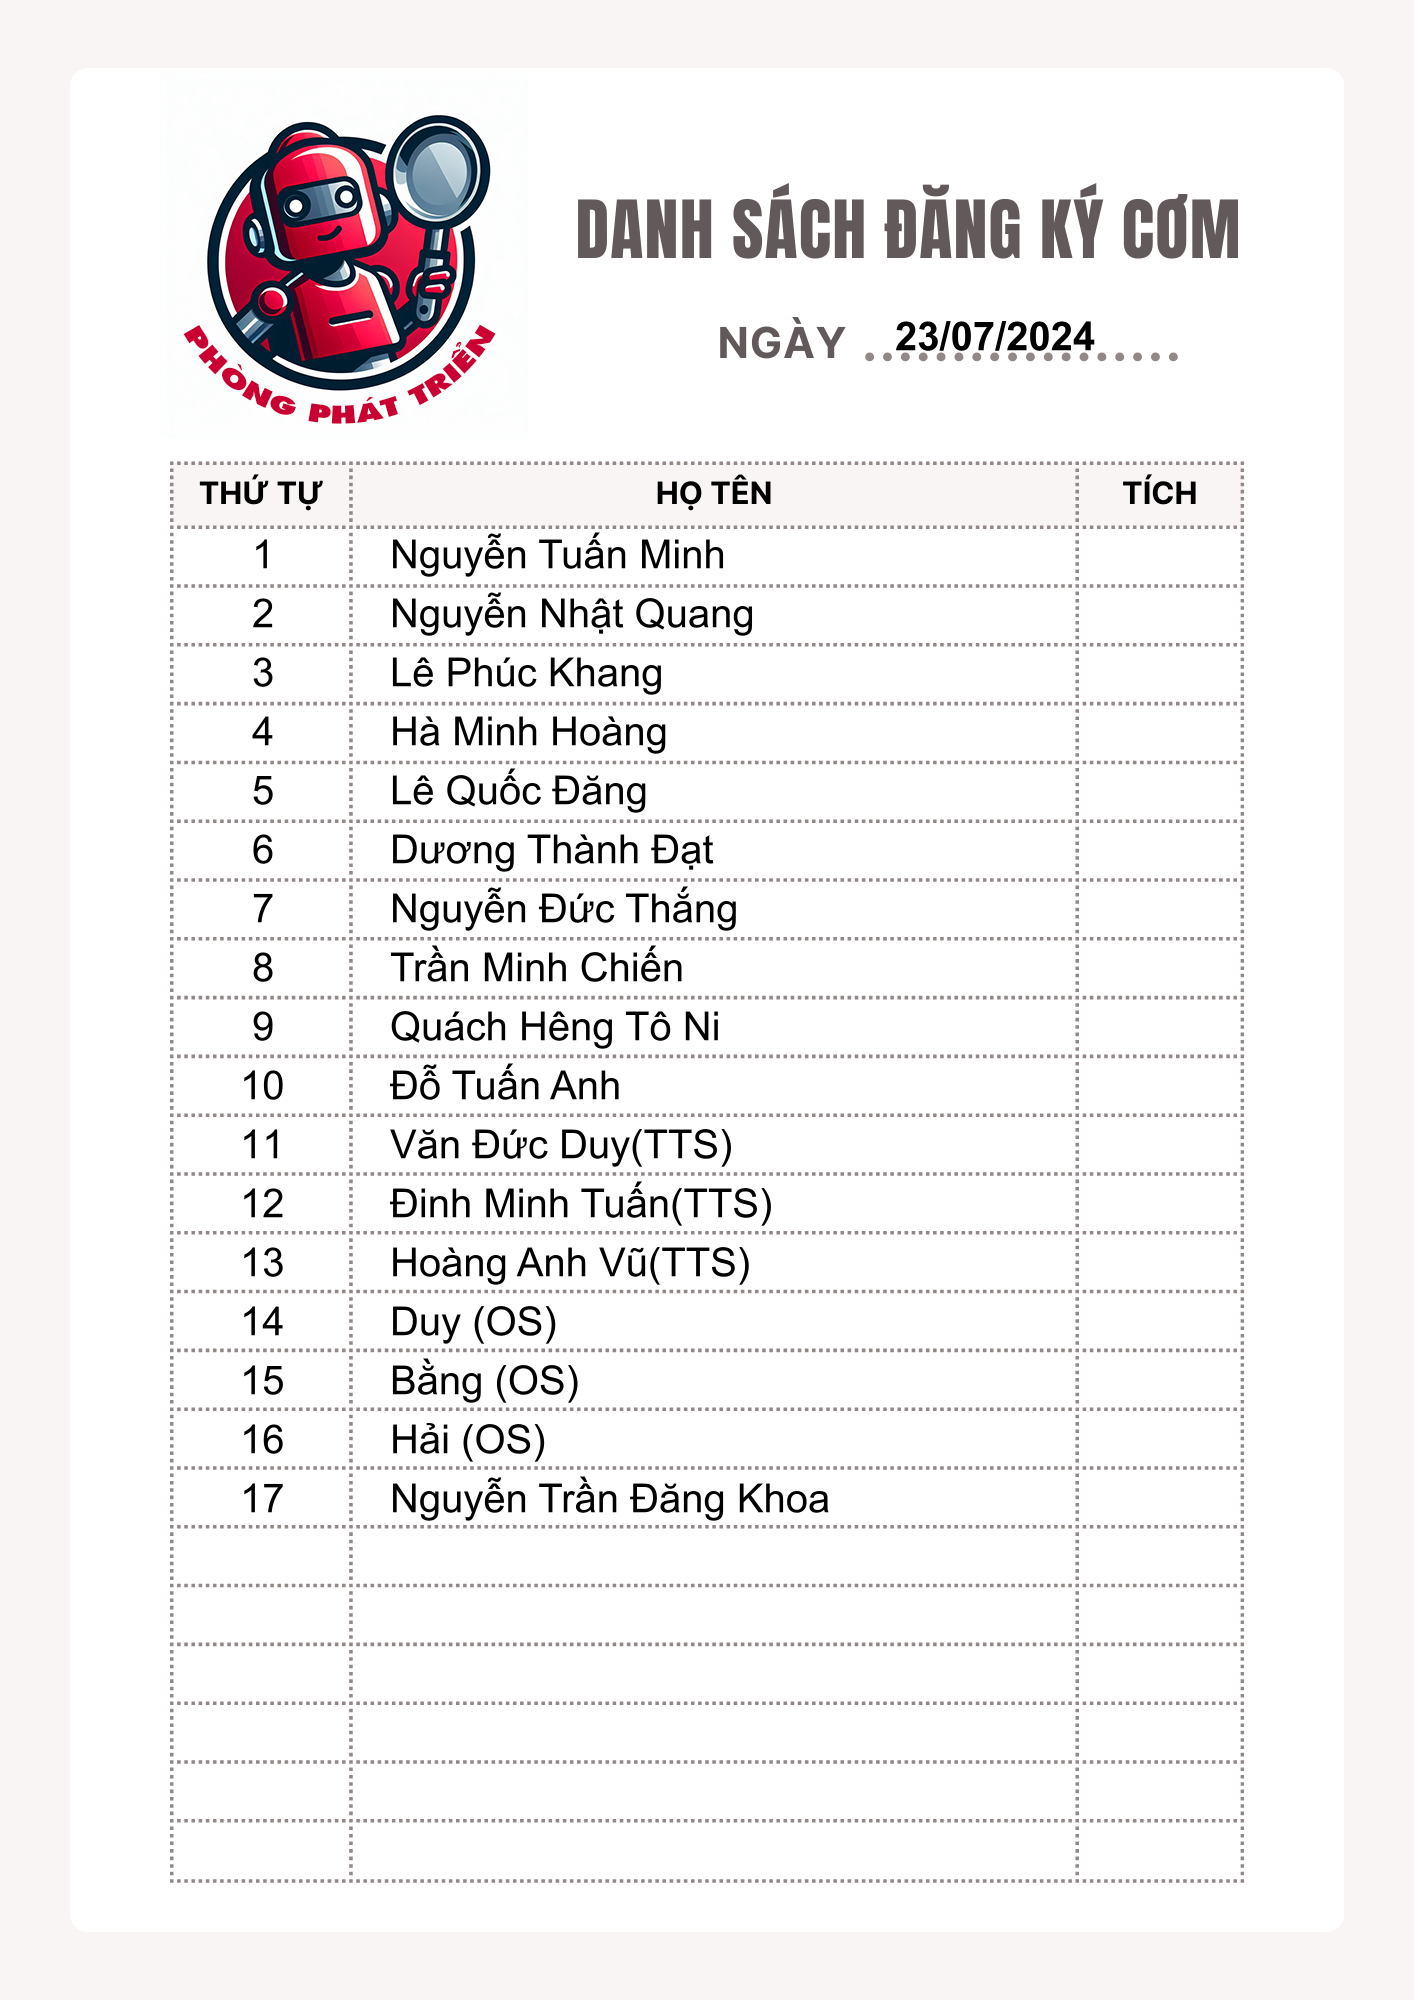 DANH SÁCH ĐĂNG KÝ CƠM
NGÀY 23/07/2024
PHÒNG PHÁT TRIỂN
THỨ TỰ HỌ TÊN TÍCH
1 Nguyễn Tuấn Minh
2 Nguyễn Nhật Quang
3 Lê Phúc Khang
4 Hà Minh Hoàng
5 Lê Quốc Đăng
6 Dương Thành Đạt
7 Nguyễn Đức Thắng
8 Trần Minh Chiến
9 Quách Hêng Tô Ni
10 Đỗ Tuấn Anh
11 Văn Đức Duy(TTS)
12 Đinh Minh Tuấn(TTS)
13 Hoàng Anh Vũ(TTS)
14 Duy (OS)
15 Bằng (OS)
16 Hải (OS)
17 Nguyễn Trần Đăng Khoa